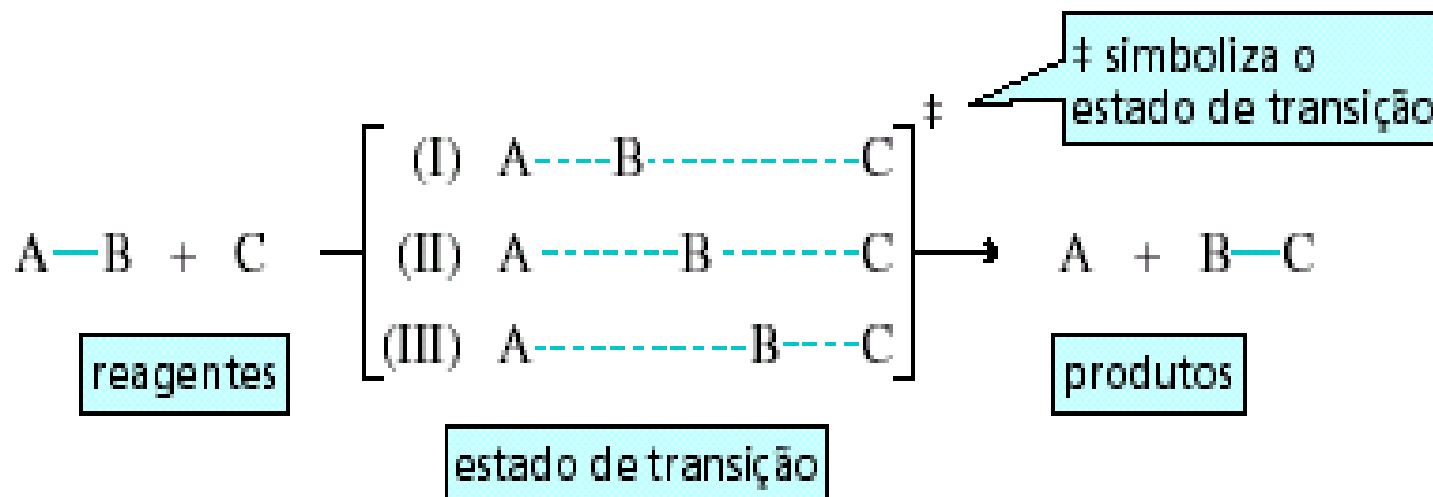 ‡ simboliza o
estado de transição
(I) A B C ‡
A B + C (II) A B C A + B C
(III) A B C
reagentes
produtos
estado de transição